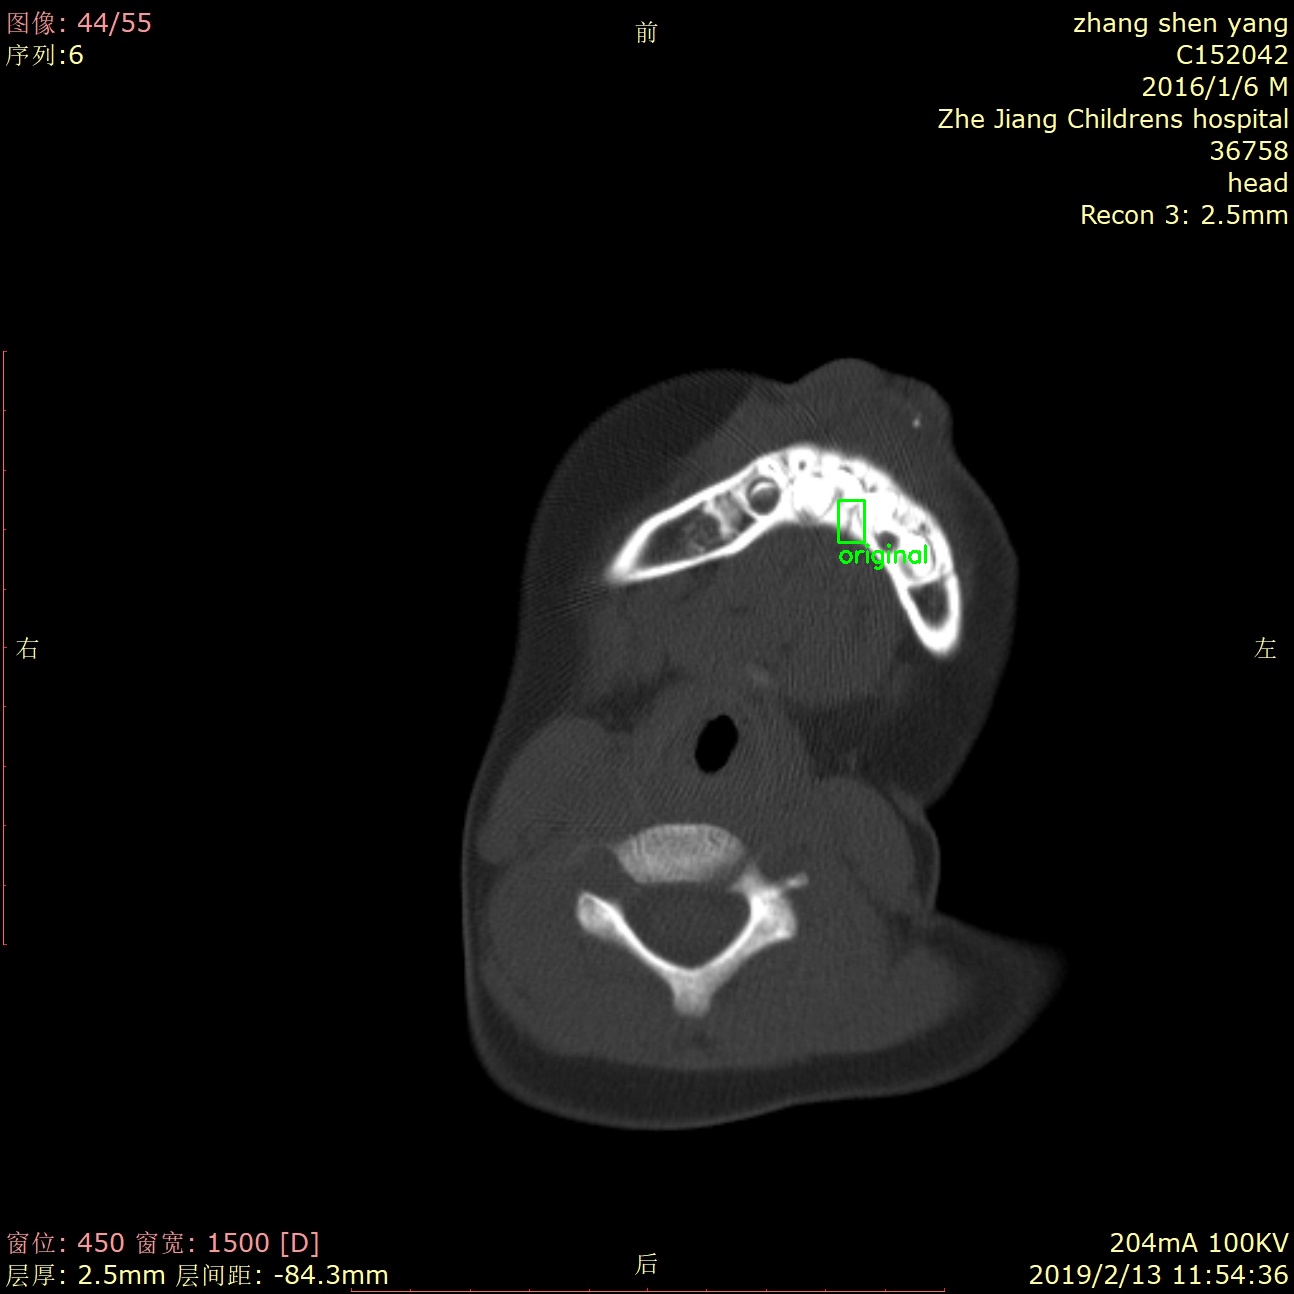 图像: 44/55
序列:6
前
zhang shen yang
C152042
2016/1/6 M
Zhe Jiang Childrens hospital
36758
head
Recon 3: 2.5mm
original
右
左
窗位: 450 窗宽: 1500 [D]
层厚: 2.5mm 层间距: -84.3mm
后
204mA 100KV
2019/2/13 11:54:36